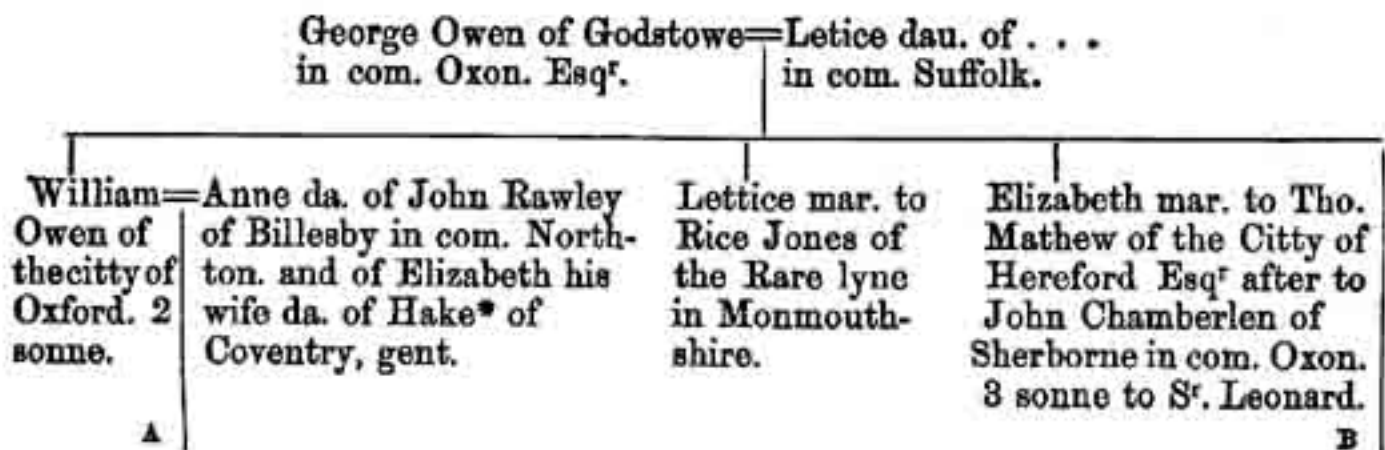 George Owen of Godstowe=Letice dau. of . . .
in com. Oxon. Esqr. in com. Suffolk.
William=Anne da. of John Rawley
Owen of of Billesby in com. North-
thecitty of ton. and of Elizabeth his
Oxford. 2 wife da. of Hake* of
sonne. Coventry, gent.
Lettice mar. to
Rice Jones of
the Rare lyne
in Monmouth-
shire.
Elizabeth mar. to Tho.
Mathew of the Citty of
Hereford Esqr after to
John Chamberlen of
Sherborne in com. Oxon.
3 sonne to Sr. Leonard.
A
B